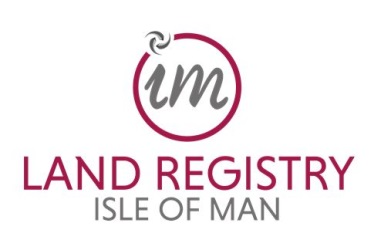 im
LAND REGISTRY
ISLE OF MAN